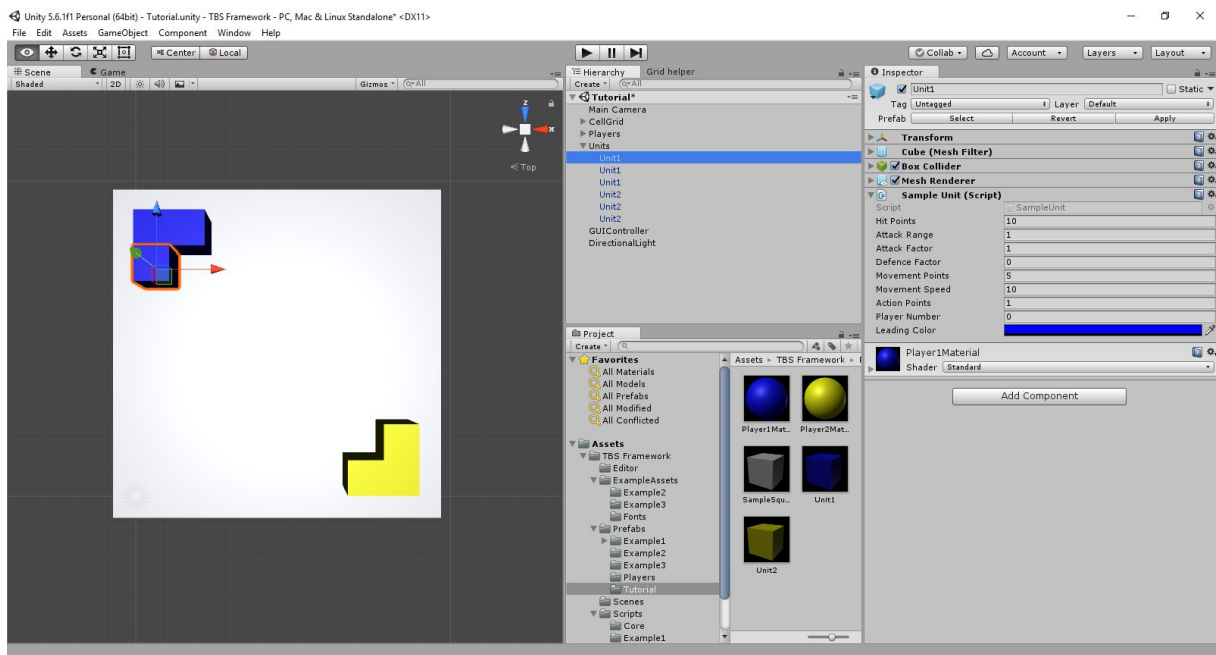 Unity 5.6.1f1 Personal (64bit) - Tutorial.unity - TBS Framework - PC, Mac & Linux Standalone* <DX11>
File Edit Assets GameObject Component Window Help
Center Local Collab Account Layers Layout
Scene Game
Shaded 2D Gizmos All
z
x
Top
Hierarchy Grid helper
Create All
Tutorial*
Main Camera
CellGrid
Players
Units
Unit1
Unit1
Unit1
Unit2
Unit2
Unit2
GUIController
DirectionalLight
Project
Create
Favorites
All Materials
All Models
All Prefabs
All Modified
All Conflicted
Assets
TBS Framework
Editor
ExampleAssets
Example2
Example3
Fonts
Prefabs
Example1
Example2
Example3
Players
Tutorial
Scenes
Scripts
Core
Example1
Assets TBS Framework
Player1Mat... Player2Mat...
SampleSqu... Unit1
Unit2
Inspector
Unit1 Static
Tag Untagged Layer Default
Prefab Select Revert Apply
Transform
Cube (Mesh Filter)
Box Collider
Mesh Renderer
Sample Unit (Script)
Script SampleUnit
Hit Points 10
Attack Range 1
Attack Factor 1
Defence Factor 0
Movement Points 5
Movement Speed 10
Action Points 1
Player Number 0
Leading Color
Player1Material
Shader Standard
Add Component